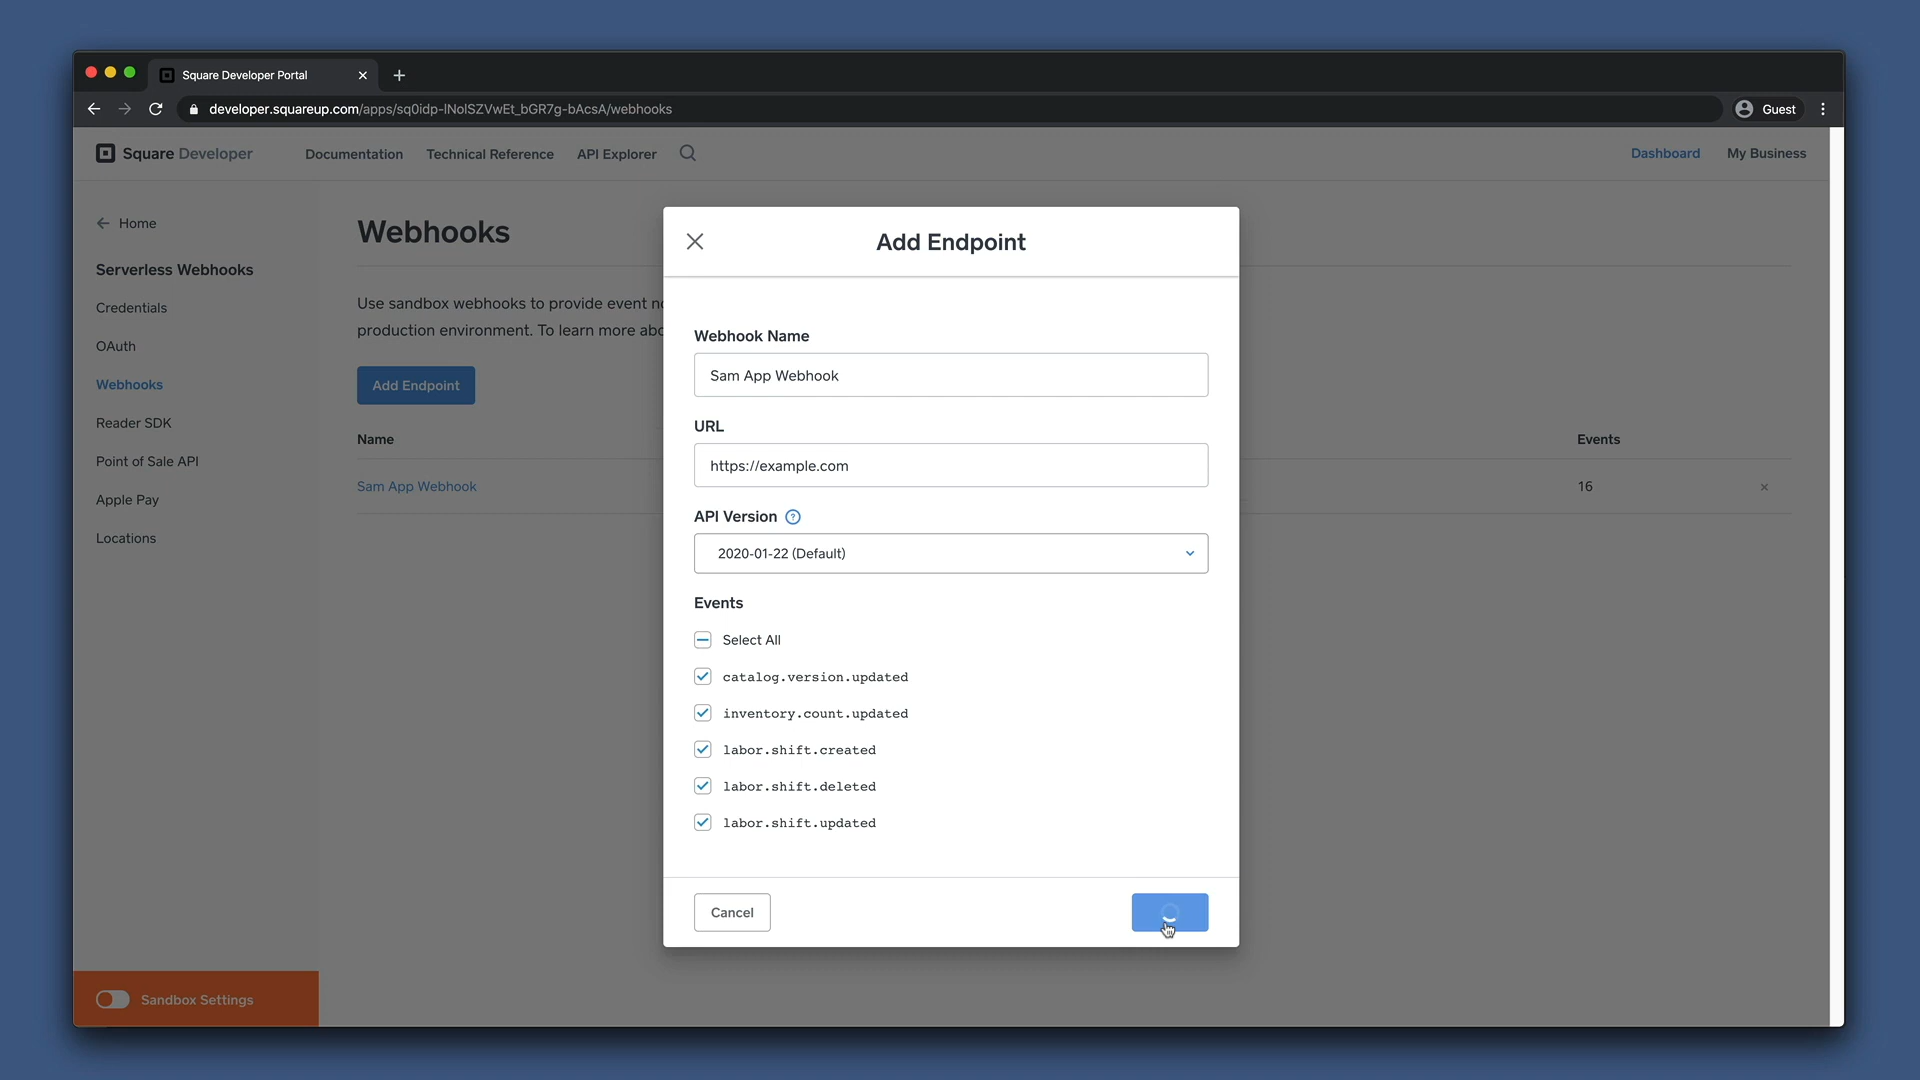 Square Developer Portal
developer.squareup.com/apps/sq0idp-lNolSZVwEt_bGR7g-bAcsA/webhooks
Guest
Square Developer
Documentation
Technical Reference
API Explorer
Dashboard
My Business
Home
Serverless Webhooks
Credentials
OAuth
Webhooks
Reader SDK
Point of Sale API
Apple Pay
Locations
Sandbox Settings
Webhooks
Use sandbox webhooks to provide event
production environment. To learn more
Add Endpoint
Name
Events
Sam App Webhook
16
Add Endpoint
Webhook Name
Sam App Webhook
URL
https://example.com
API Version
2020-01-22 (Default)
Events
Select All
catalog.version.updated
inventory.count.updated
labor.shift.created
labor.shift.deleted
labor.shift.updated
Cancel